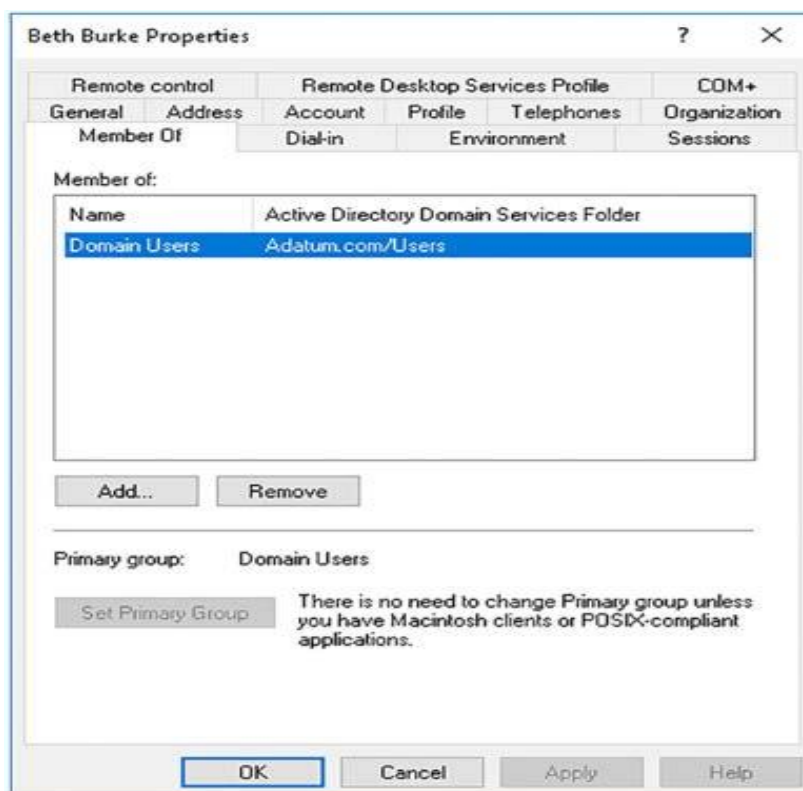 Beth Burke Properties ? ×
Remote control Remote Desktop Services Profile COM+
General Address Account Profile Telephones Organization
Member Of Dial-in Environment Sessions
Member of:
Name Active Directory Domain Services Folder
Domain Users Adatum.com/Users
Add... Remove
Primary group: Domain Users
Set Primary Group
There is no need to change Primary group unless
you have Macintosh clients or POSIX-compliant
applications.
OK Cancel Apply Help